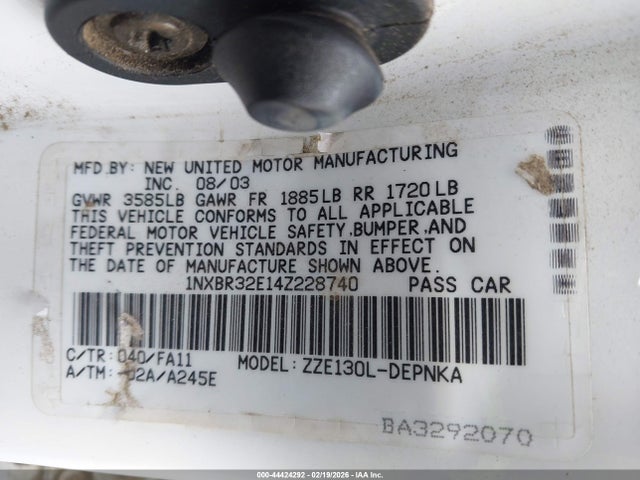 MFD.BY: NEW UNITED MOTOR MANUFACTURING
INC. 08/03
GVWR 3585LB GAWR FR 1885LB RR 1720LB
THIS VEHICLE CONFORMS TO ALL APPLICABLE
FEDERAL MOTOR VEHICLE SAFETY,BUMPER,AND
THEFT PREVENTION STANDARDS IN EFFECT ON
THE DATE OF MANUFACTURE SHOWN ABOVE.
1NXBR32E14Z228740 PASS CAR
C/TR: 040/FA11 MODEL: ZZE130L-DEPNKA
A/TM: -02A/A245E
BA3292070
000-44424292 - 02/19/2026 - IAA Corp.